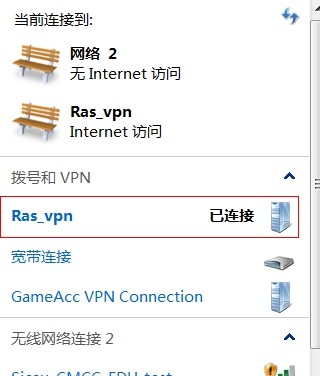 当前连接到:
网络 2
无 Internet 访问
Ras_vpn
Internet 访问
拨号和 VPN
Ras_vpn 已连接
宽带连接
GameAcc VPN Connection
无线网络连接 2